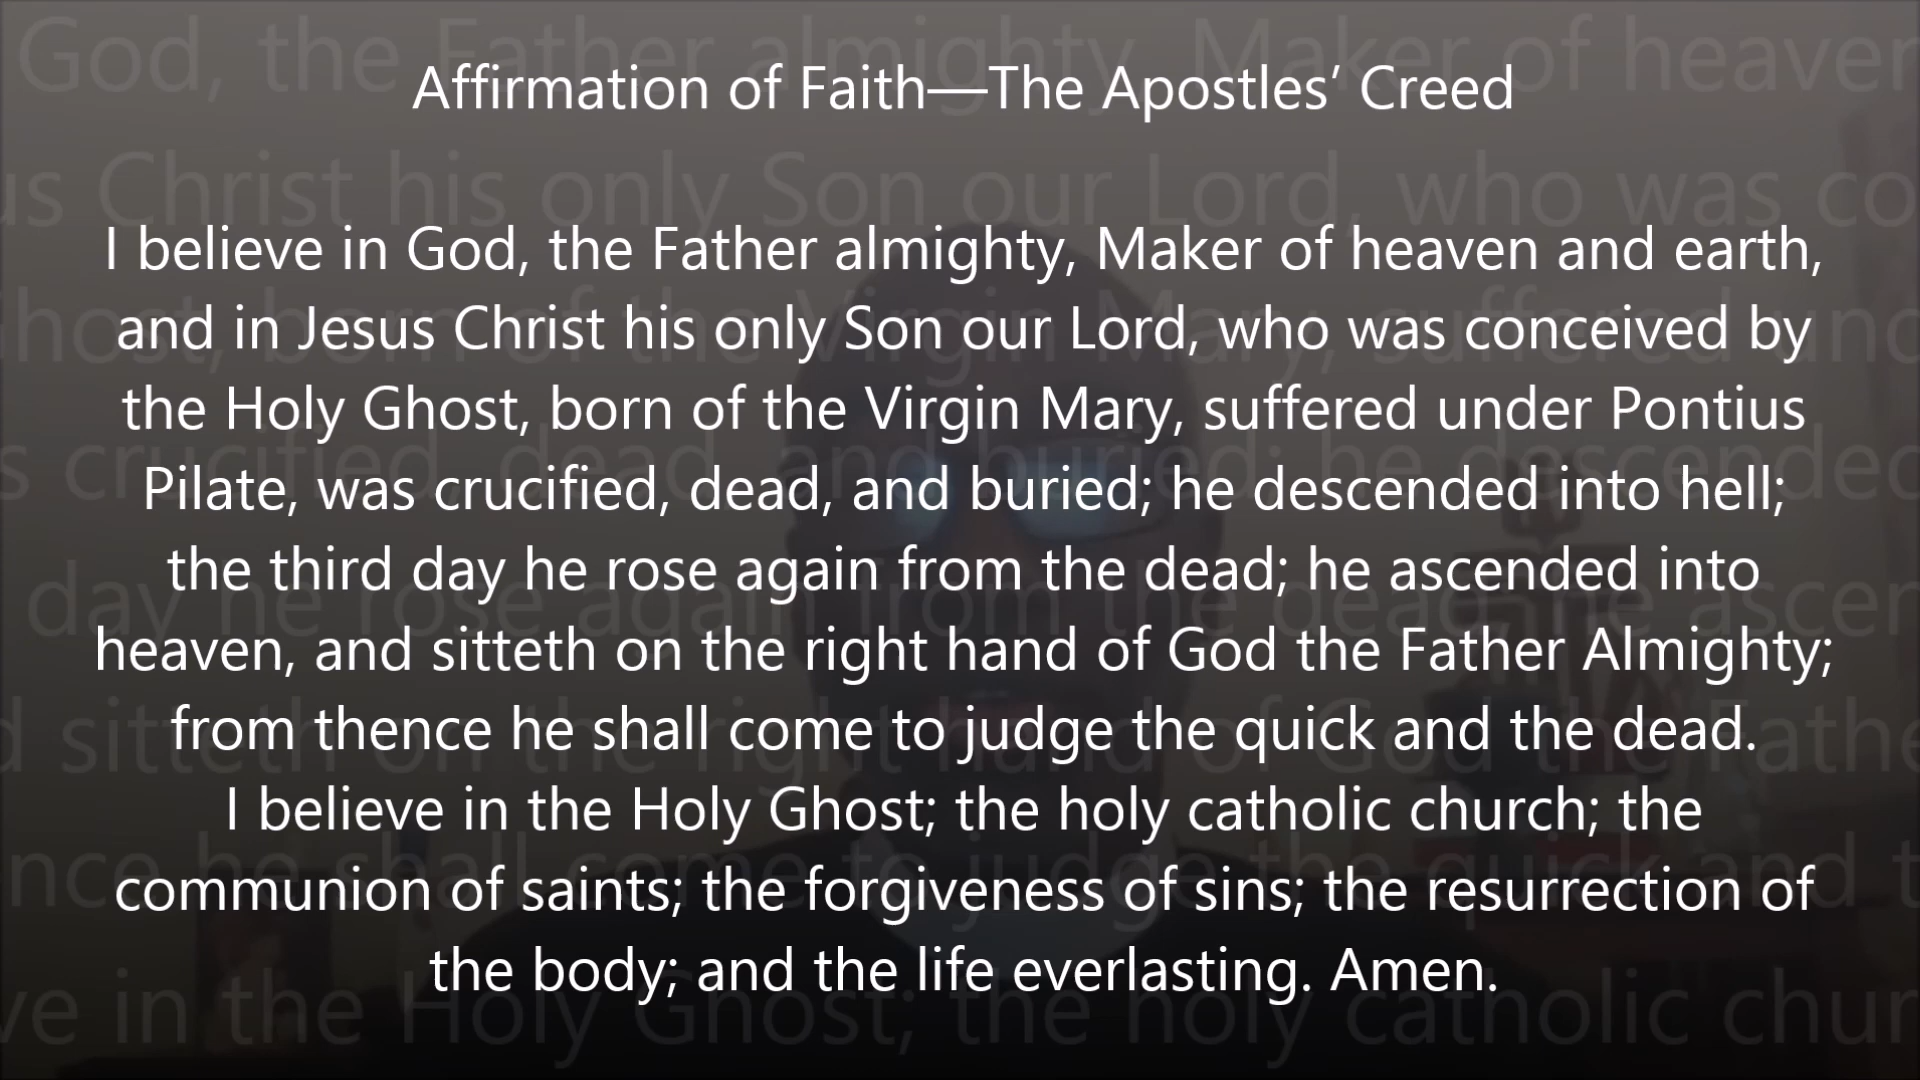 Affirmation of Faith—The Apostles’ Creed
I believe in God, the Father almighty, Maker of heaven and earth,
and in Jesus Christ his only Son our Lord, who was conceived by
the Holy Ghost, born of the Virgin Mary, suffered under Pontius
Pilate, was crucified, dead, and buried; he descended into hell;
the third day he rose again from the dead; he ascended into
heaven, and sitteth on the right hand of God the Father Almighty;
from thence he shall come to judge the quick and the dead.
I believe in the Holy Ghost; the holy catholic church; the
communion of saints; the forgiveness of sins; the resurrection of
the body; and the life everlasting. Amen.